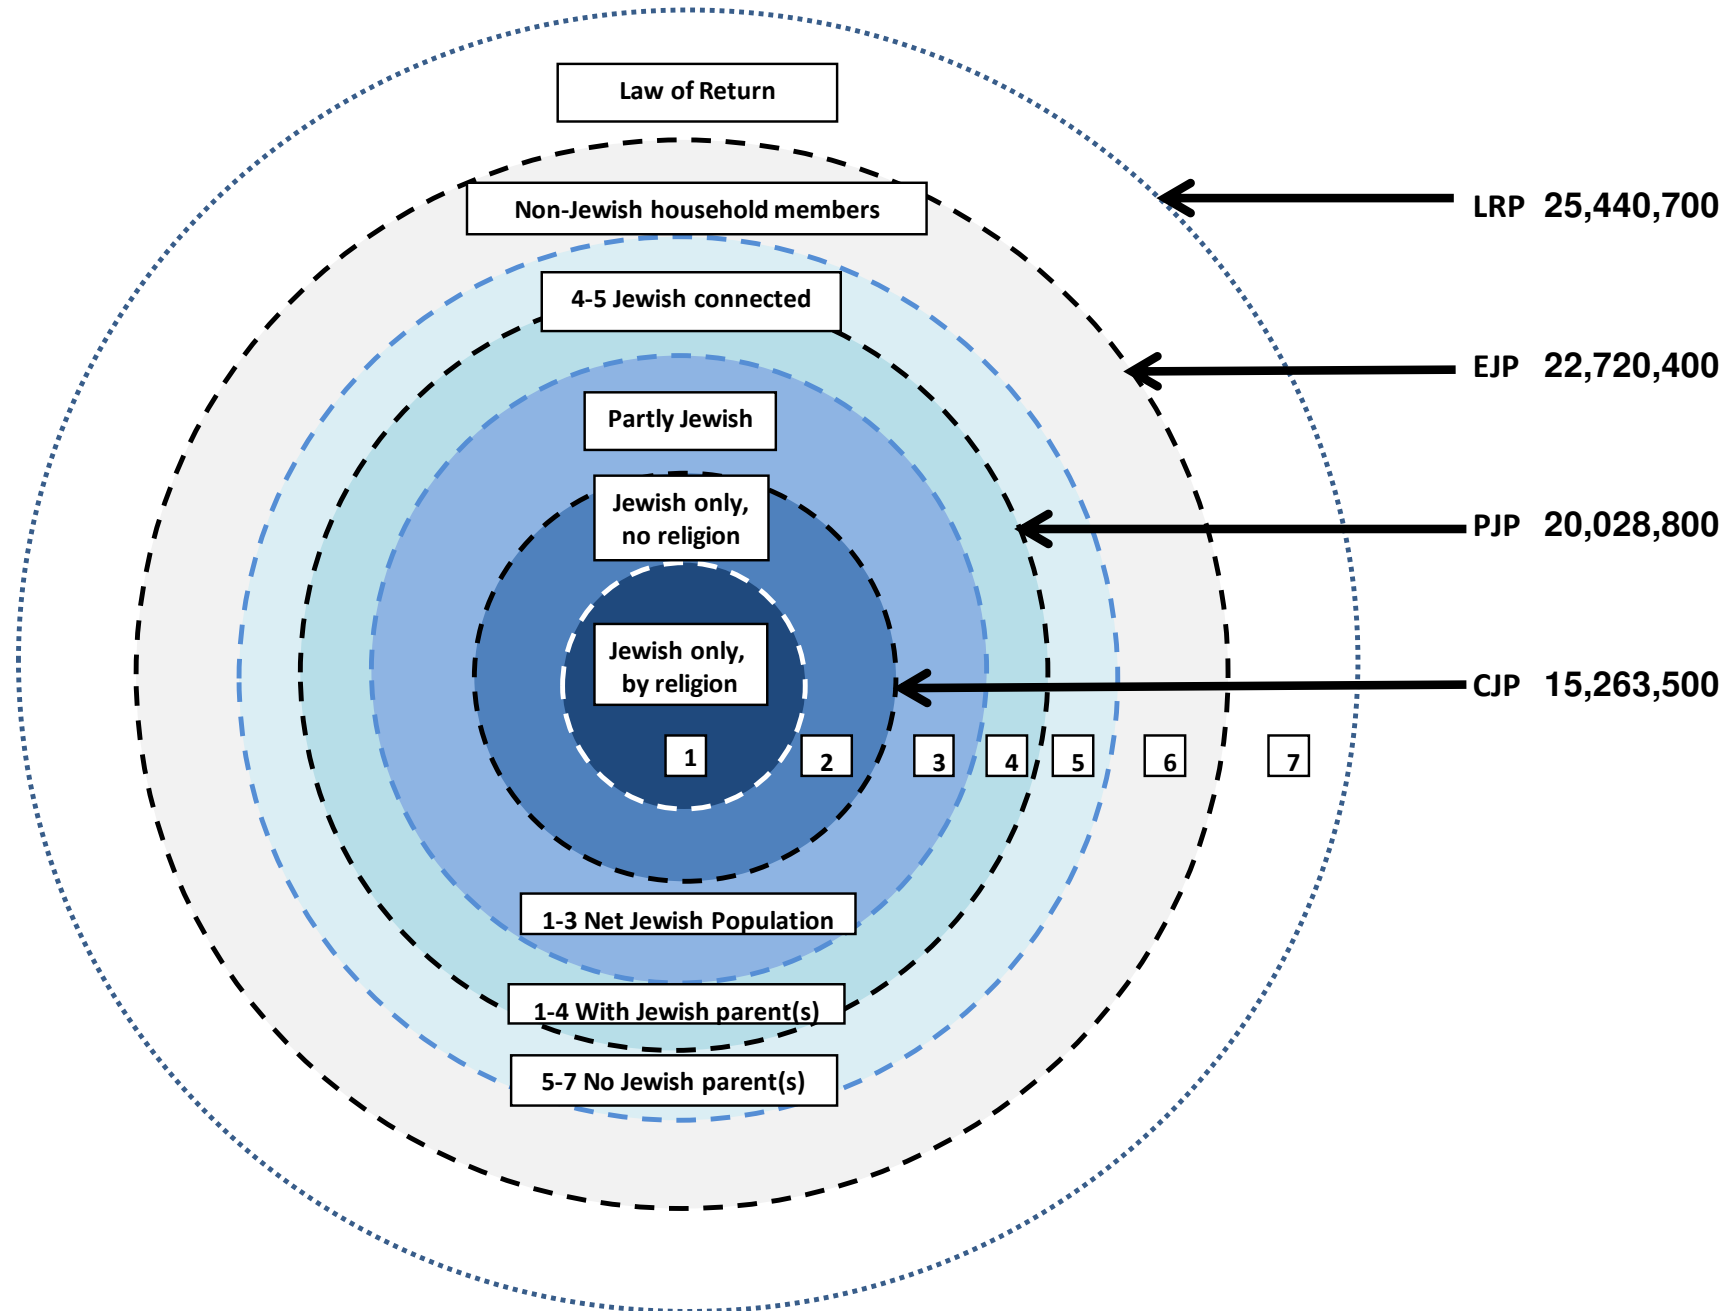 Law of Return
Non-Jewish household members
LRP 25,440,700
4-5 Jewish connected
EJP 22,720,400
Partly Jewish
Jewish only,
no religion
PJP 20,028,800
Jewish only,
by religion
CJP 15,263,500
1 2 3 4 5 6 7
1-3 Net Jewish Population
1-4 With Jewish parent(s)
5-7 No Jewish parent(s)